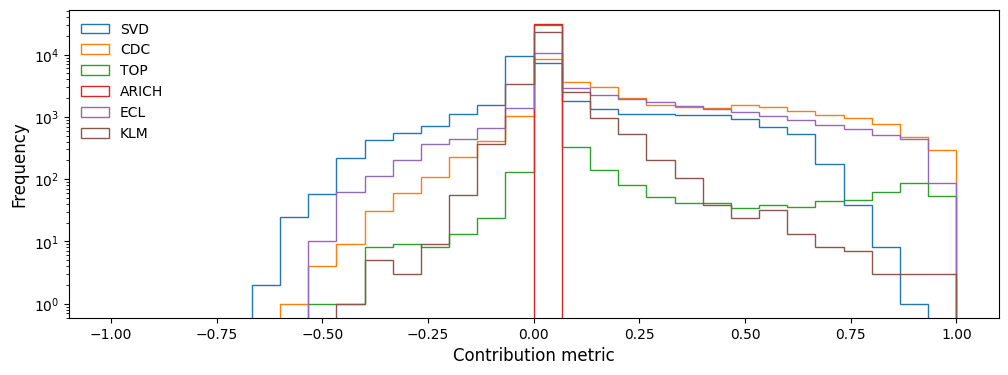 SVD
CDC
TOP
ARICH
ECL
KLM
Frequency
10⁴
10³
10²
10¹
10⁰
−1.00 −0.75 −0.50 −0.25 0.00 0.25 0.50 0.75 1.00
Contribution metric